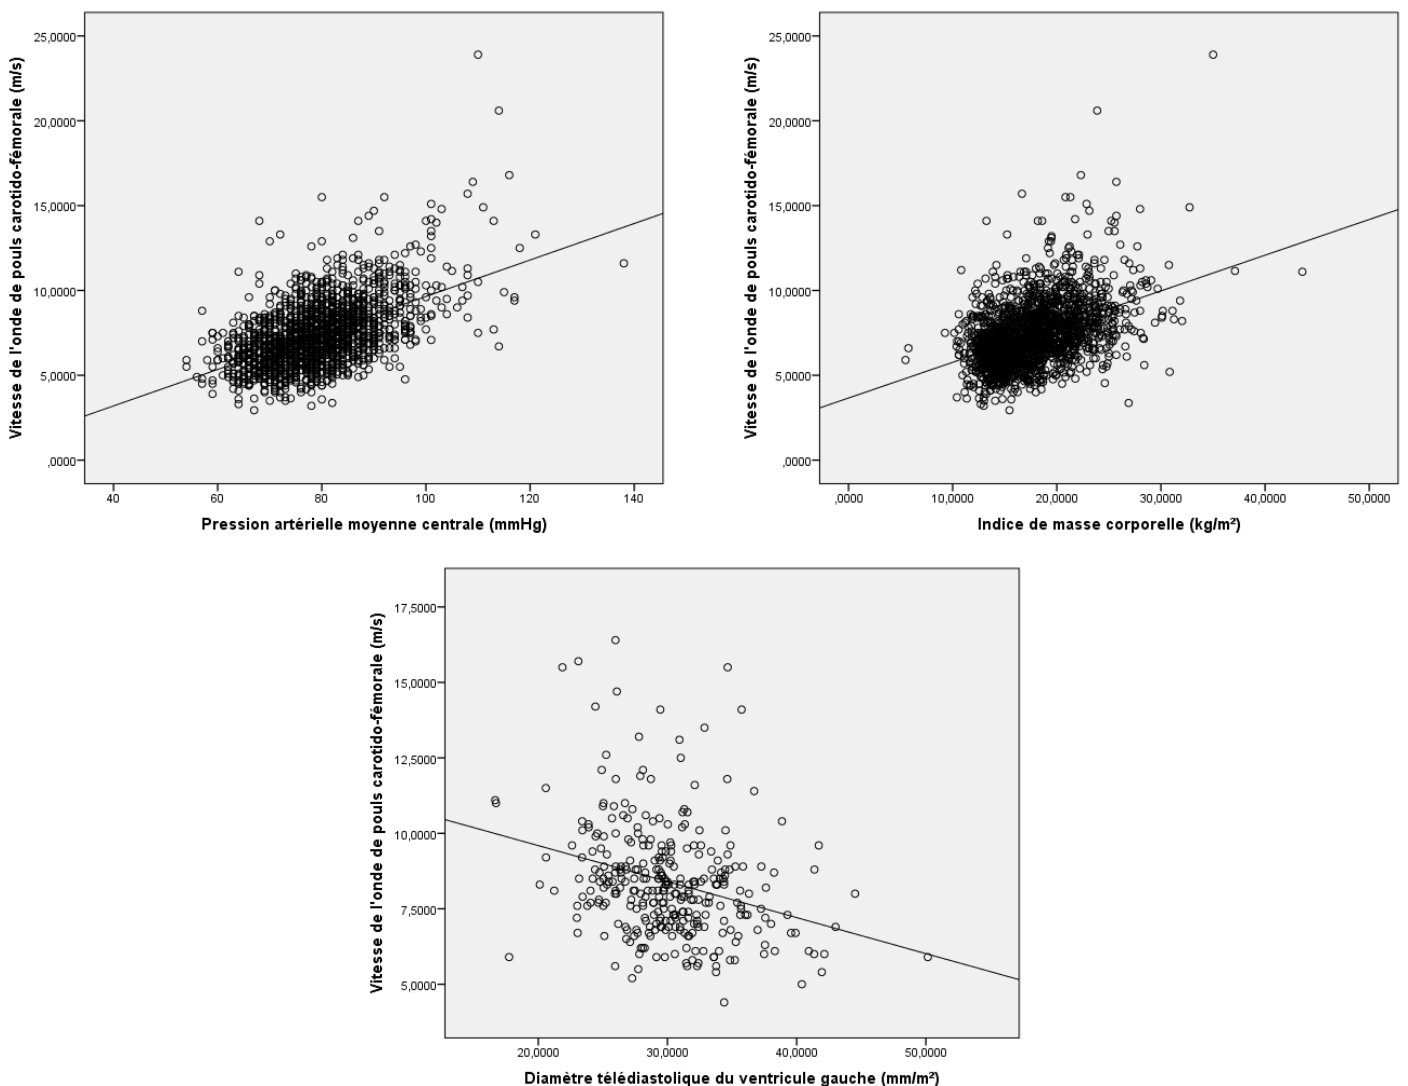 25,0000
20,0000
15,0000
10,0000
5,0000
,0000
Vitesse de l'onde de pouls carotido-fémorale (m/s)
40 60 80 100 120 140
Pression artérielle moyenne centrale (mmHg)
25,0000
20,0000
15,0000
10,0000
5,0000
,0000
Vitesse de l'onde de pouls carotido-fémorale (m/s)
,0000 10,0000 20,0000 30,0000 40,0000 50,0000
Indice de masse corporelle (kg/m²)
17,5000
15,0000
12,5000
10,0000
7,5000
5,0000
Vitesse de l'onde de pouls carotido-fémorale (m/s)
20,0000 30,0000 40,0000 50,0000
Diamètre télédiastolique du ventricule gauche (mm/m²)